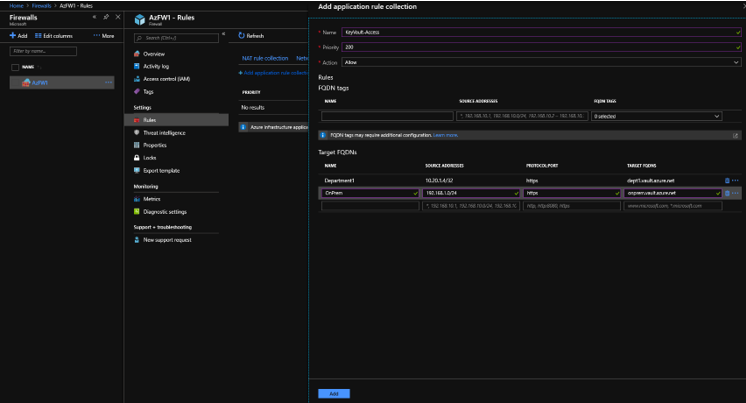 Home > Firewalls > AzFW1 - Rules
Firewalls
Microsoft
Add Edit columns More
Filter by name...
NAME
AzFW1
AzFW1 - Rules
Firewall
Search (Ctrl+/)
Overview
Activity log
Access control (IAM)
Tags
Settings
Rules
Threat intelligence
Properties
Locks
Export template
Monitoring
Metrics
Diagnostic settings
Support + troubleshooting
New support request
Refresh
NAT rule collection Netw
+ Add application rule collecti
PRIORITY
No results
Azure infrastructure applic
Add application rule collection
* Name KeyVault-Access
* Priority 200
* Action Allow
Rules
FQDN tags
NAME SOURCE ADDRESSES FQDN TAGS
*, 192.168.10.1, 192.168.10.0/24, 192.168.10.2 - 192.168.10. 0 selected
FQDN tags may require additional configuration. Learn more.
Target FQDNs
NAME SOURCE ADDRESSES PROTOCOL:PORT TARGET FQDNS
Department1 10.20.1.4/32 https dept1.vault.azure.net
OnPrem 192.168.1.0/24 https onprem.vault.azure.net
*, 192.168.10.1, 192.168.10.0/24, 192.168.10 http, http:8080, https www.microsoft.com, *.microsoft.com
Add